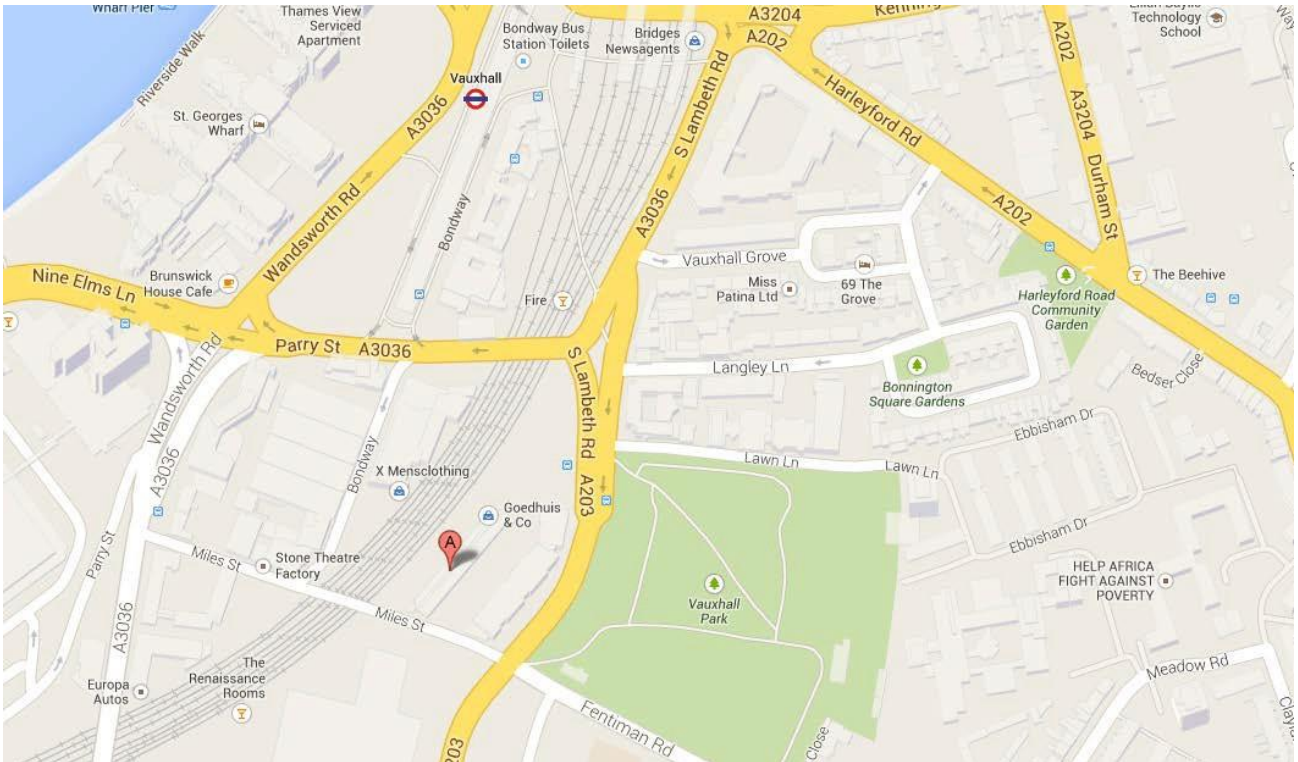 Wharf Pier
Thames View
Serviced
Apartment
Bondway Bus
Station Toilets
Bridges
Newsagents
A3204
A202
Technology
School
Way
Riverside Walk
Vauxhall
St. Georges
Wharf
A3036
S Lambeth Rd
Harleyford Rd
A202
A3204
Durham St
Wandsworth Rd
Bondway
A3036
A202
Vauxhall Grove
Miss
Patina Ltd
69 The
Grove
The Beehive
Harleyford Road
Community
Garden
Nine Elms Ln
Brunswick
House Cafe
Fire
Parry St
A3036
S Lambeth Rd
Langley Ln
Bonnington
Square Gardens
Bedser Close
Wandsworth Rd
Ebbisham Dr
Lawn Ln
Lawn Ln
A3036
Bondway
X Mensclothing
A203
Goedhuis
& Co
A
Ebbisham Dr
Parry St
Miles St
Stone Theatre
Factory
HELP AFRICA
FIGHT AGAINST
POVERTY
Vauxhall
Park
Miles St
A3036
The
Renaissance
Rooms
Europa
Autos
Meadow Rd
Fentiman Rd
Close